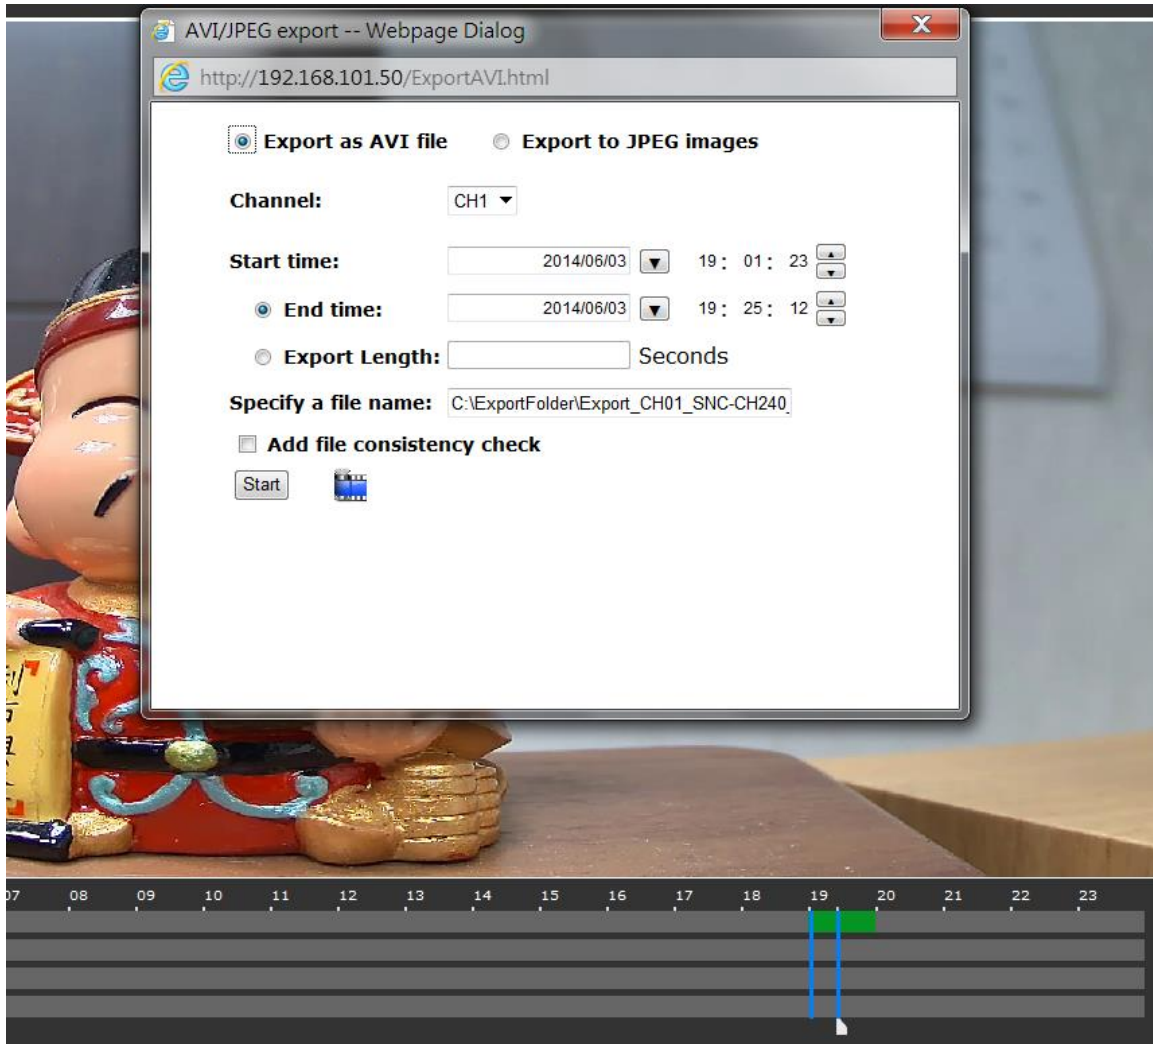 AVI/JPEG export -- Webpage Dialog
X
http://192.168.101.50/ExportAVI.html
Export as AVI file Export to JPEG images
Channel: CH1
Start time: 2014/06/03 19: 01: 23
End time: 2014/06/03 19: 25: 12
Export Length: Seconds
Specify a file name: C:\ExportFolder\Export_CH01_SNC-CH240_
Add file consistency check
Start
07 08 09 10 11 12 13 14 15 16 17 18 19 20 21 22 23